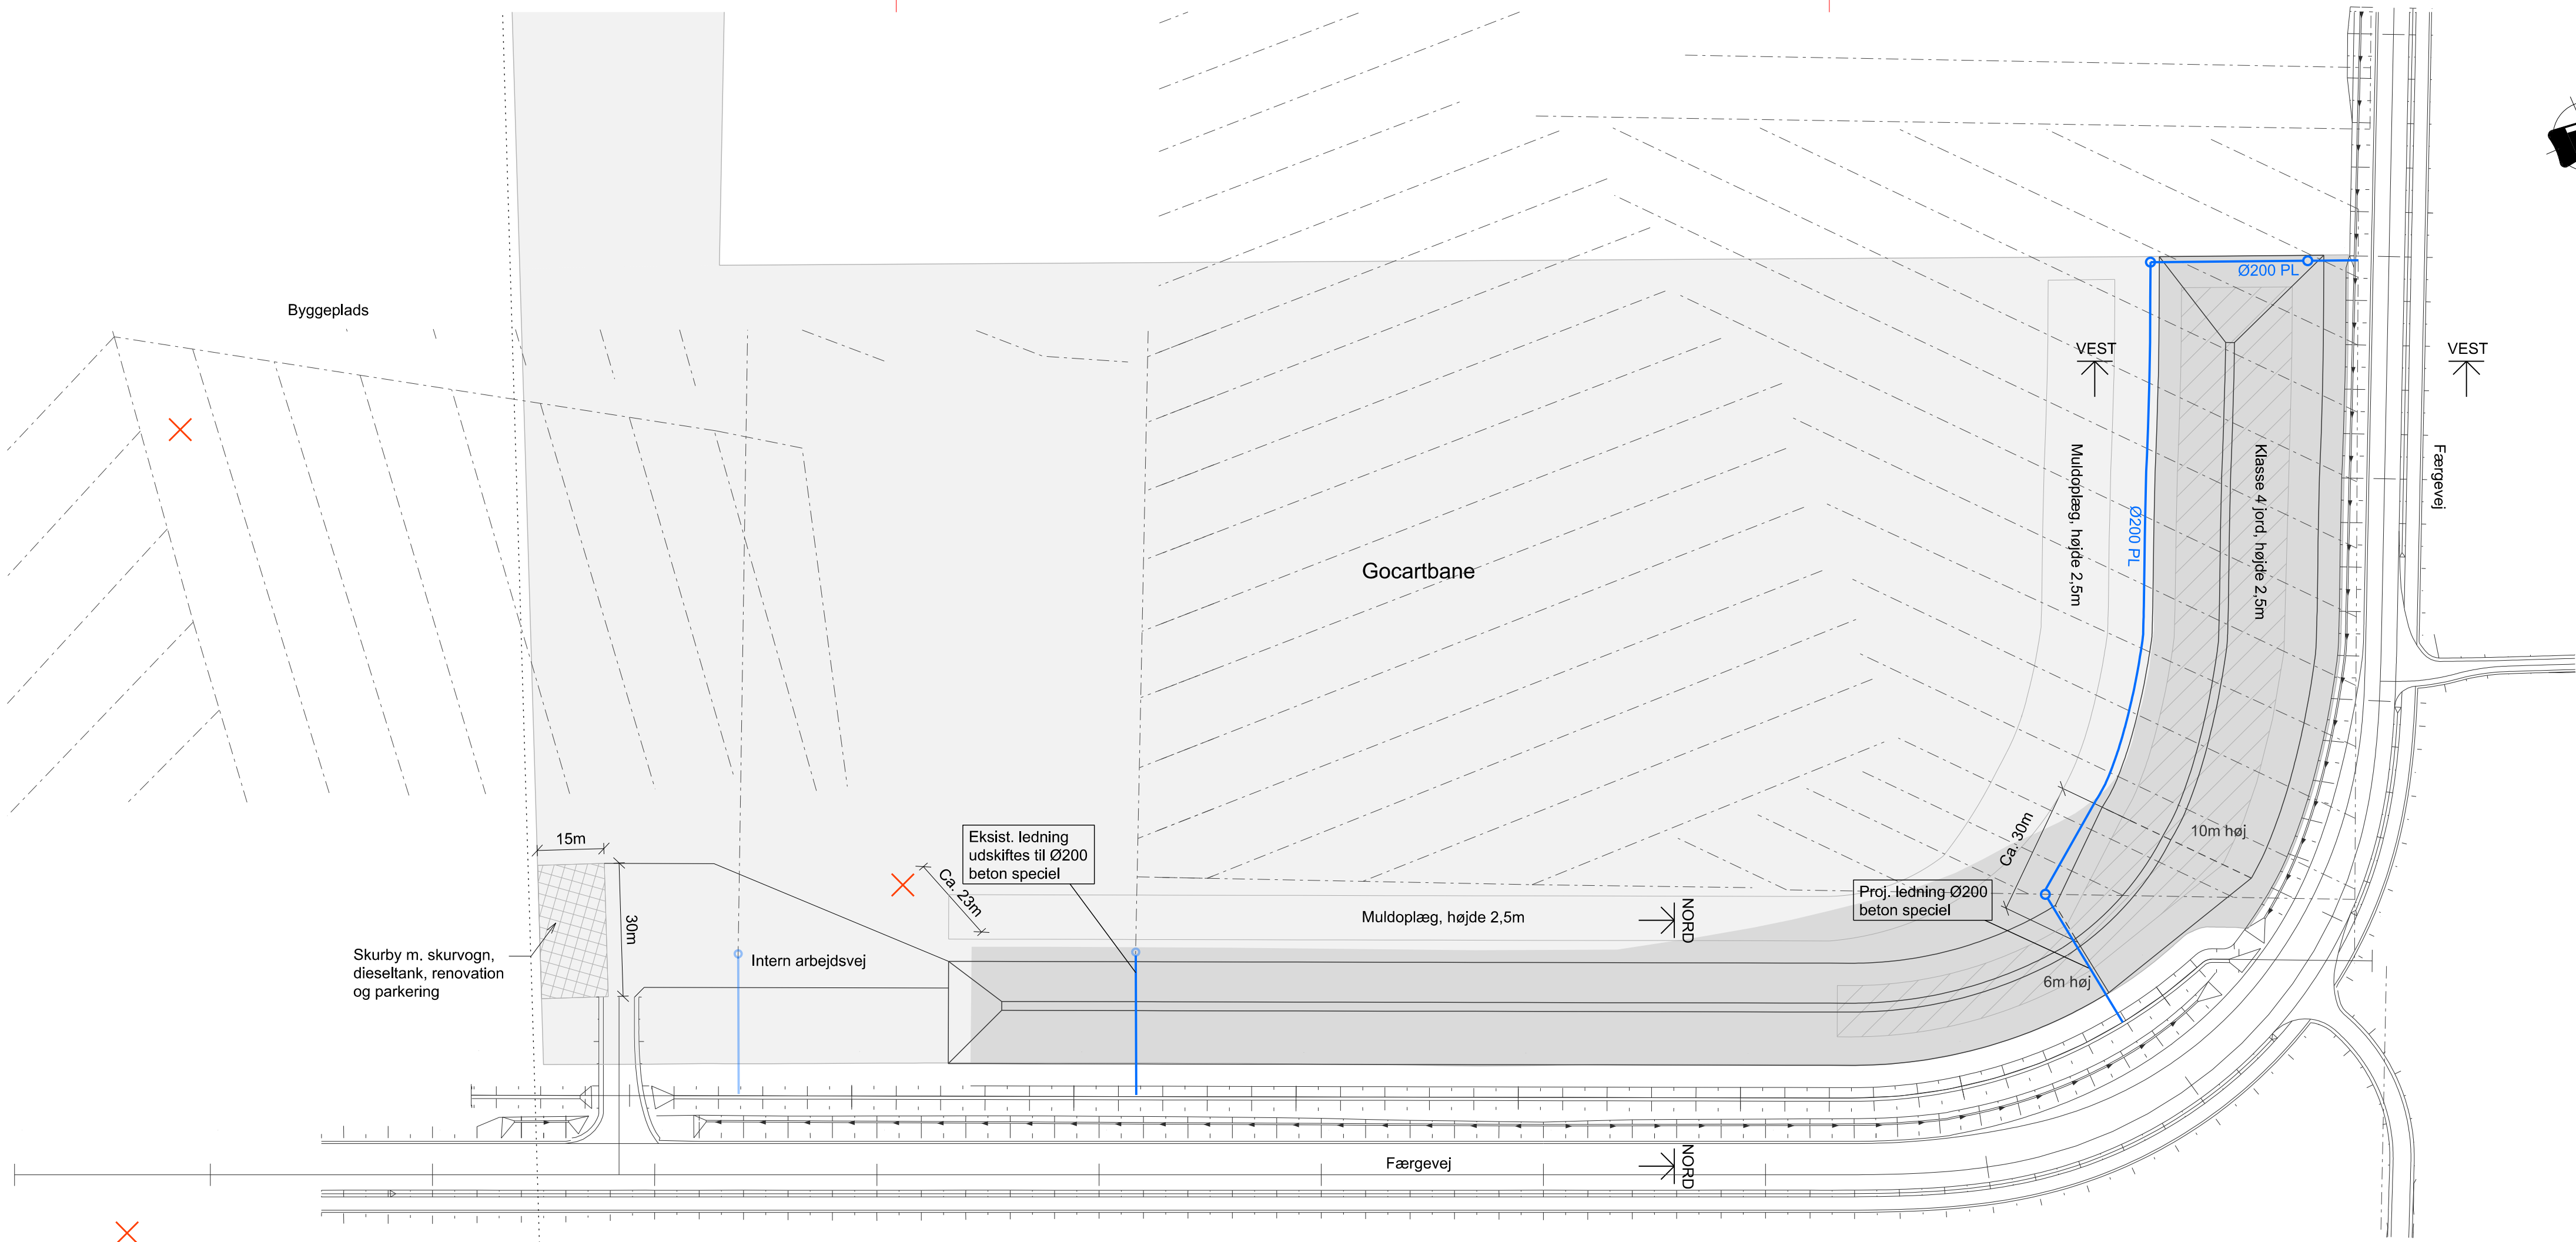 Byggeplads
Ø200 PL
VEST
VEST
Muldoplæg, højde 2,5m
Ø200 PL
Klasse 4 jord, højde 2,5m
Færgevej
Gocartbane
15m
30m
Skurby m. skurvogn,
dieseltank, renovation
og parkering
Intern arbejdsvej
Ca. 23m
Eksist. ledning
udskiftes til Ø200
beton speciel
Muldoplæg, højde 2,5m
NORD
Ca. 30m
10m høj
Proj. ledning Ø200
beton speciel
6m høj
Færgevej
NORD